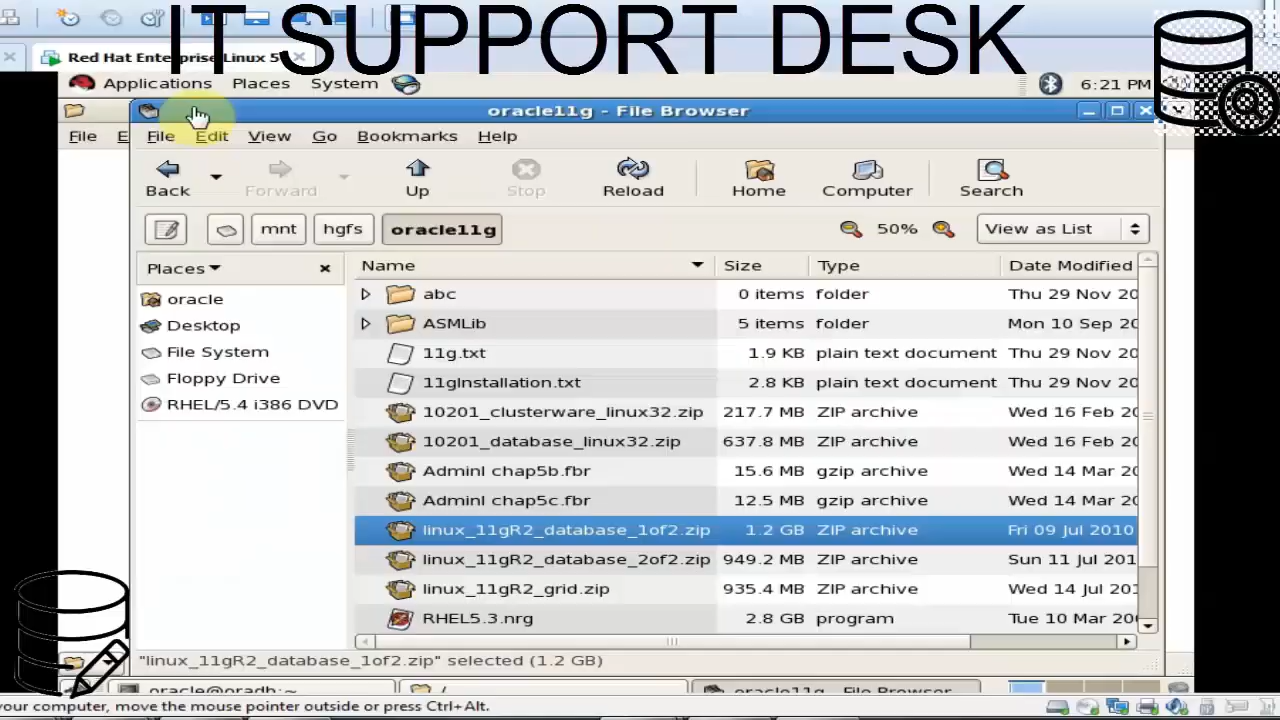 IT SUPPORT DESK
Red Hat Enterprise Linux 5
Applications Places System 6:21 PM
oracle11g - File Browser
File E File Edit View Go Bookmarks Help
Back Forward Up Stop Reload Home Computer Search
mnt hgfs oracle11g 50% View as List
Places Name Size Type Date Modified
oracle abc 0 items folder Thu 29 Nov 20
Desktop ASMLib 5 items folder Mon 10 Sep 20
File System 11g.txt 1.9 KB plain text document Thu 29 Nov 20
Floppy Drive 11gInstallation.txt 2.8 KB plain text document Thu 29 Nov 20
RHEL/5.4 i386 DVD 10201_clusterware_linux32.zip 217.7 MB ZIP archive Wed 16 Feb 20
10201_database_linux32.zip 637.8 MB ZIP archive Wed 16 Feb 20
AdminI chap5b.fbr 15.6 MB gzip archive Wed 14 Mar 20
AdminI chap5c.fbr 12.5 MB gzip archive Wed 14 Mar 20
linux_11gR2_database_1of2.zip 1.2 GB ZIP archive Fri 09 Jul 2010
linux_11gR2_database_2of2.zip 949.2 MB ZIP archive Sun 11 Jul 201
linux_11gR2_grid.zip 935.4 MB ZIP archive Wed 14 Jul 201
RHEL5.3.nrg 2.8 GB program Tue 10 Mar 200
"linux_11gR2_database_1of2.zip" selected (1.2 GB)
oracle@oradb:~ / oracle11g - File Browser
your computer, move the mouse pointer outside or press Ctrl+Alt.